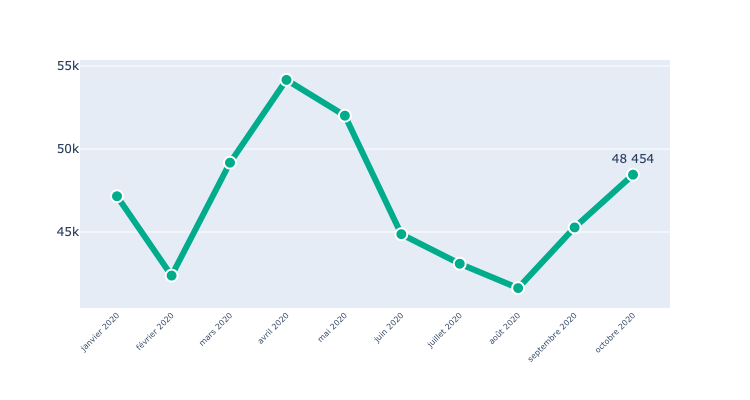 55k
50k
45k
48 454
janvier 2020
février 2020
mars 2020
avril 2020
mai 2020
juin 2020
juillet 2020
août 2020
septembre 2020
octobre 2020